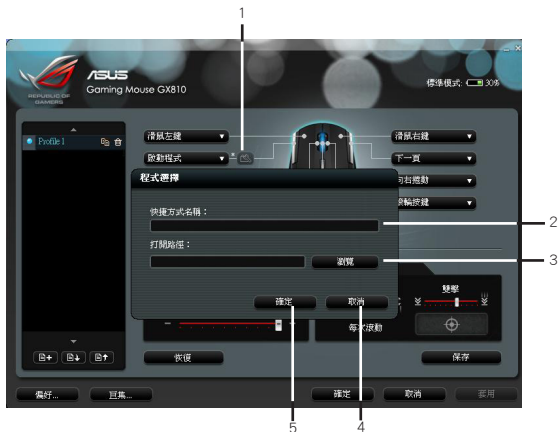 1
REPUBLIC OF
GAMERS
ASUS
Gaming Mouse GX810
標準模式: 30%
Profile 1
滑鼠左鍵
滑鼠右鍵
啟動程式
下一頁
向右捲動
滾輪按鍵
程式選擇
快捷方式名稱：
2
打開路徑：
瀏覽
3
確定
取消
雙擊
每次滾動
恢復
保存
偏好...
巨集...
確定
取消
套用
5
4